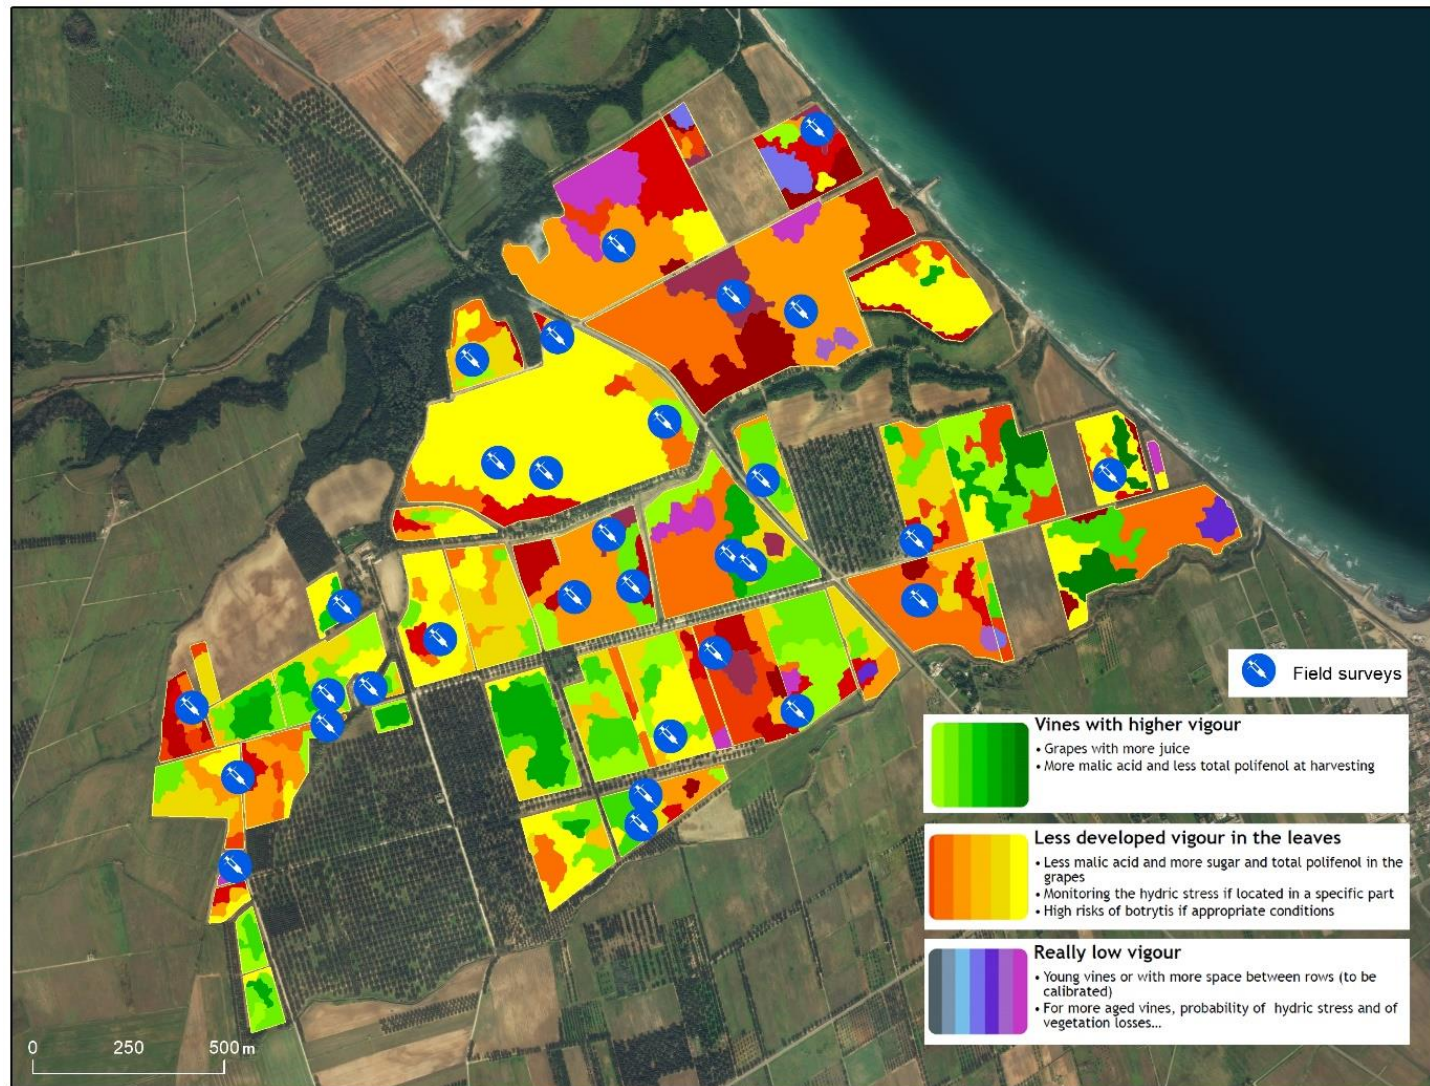 Field surveys
Vines with higher vigour
• Grapes with more juice
• More malic acid and less total polifenol at harvesting
Less developed vigour in the leaves
• Less malic acid and more sugar and total polifenol in the
grapes
• Monitoring the hydric stress if located in a specific part
• High risks of botrytis if appropriate conditions
Really low vigour
• Young vines or with more space between rows (to be
calibrated)
• For more aged vines, probability of hydric stress and of
vegetation losses...
0 250 500 m